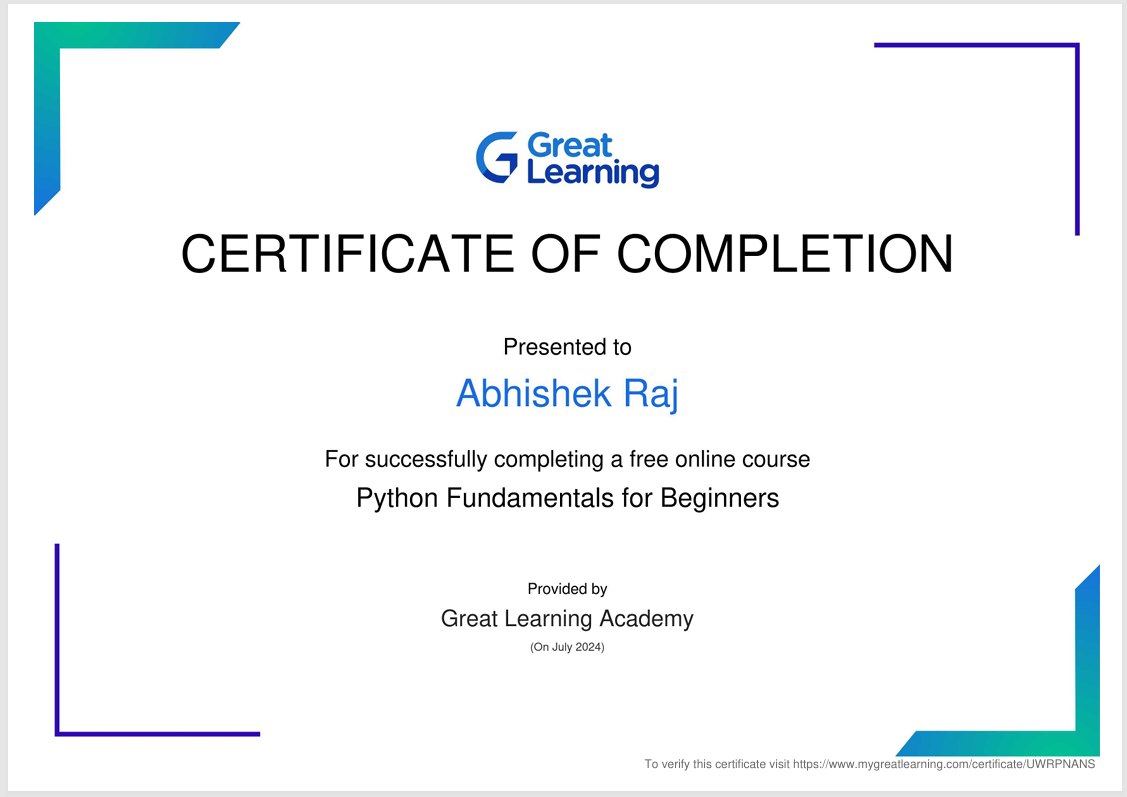 Great
Learning
CERTIFICATE OF COMPLETION
Presented to
Abhishek Raj
For successfully completing a free online course
Python Fundamentals for Beginners
Provided by
Great Learning Academy
(On July 2024)
To verify this certificate visit https://www.mygreatlearning.com/certificate/UWRPNANS